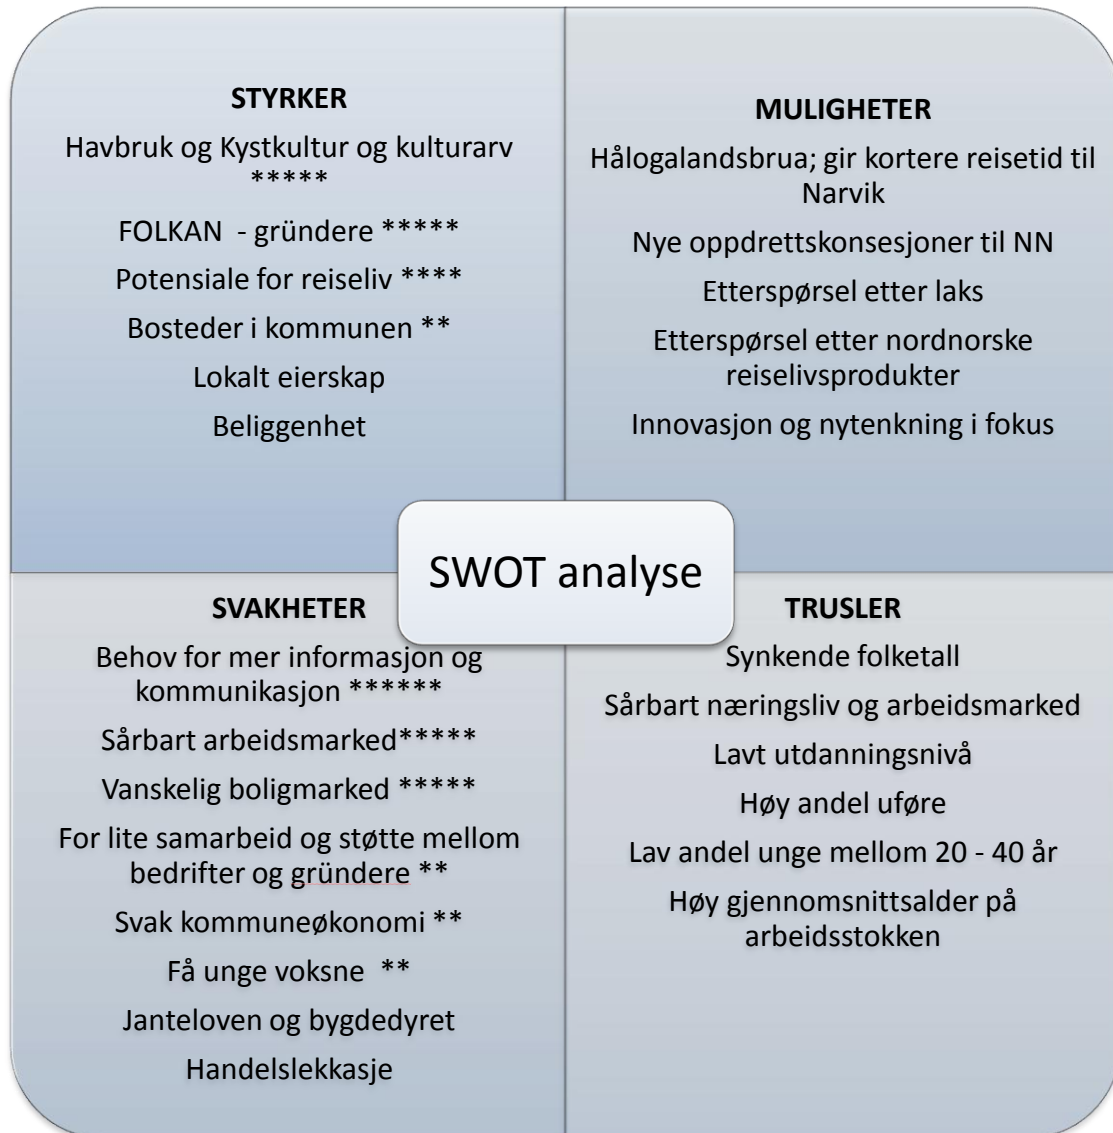 STYRKER
Havbruk og Kystkultur og kulturarv
*****
FOLKAN - gründere *****
Potensiale for reiseliv ****
Bosteder i kommunen **
Lokalt eierskap
Beliggenhet
MULIGHETER
Hålogalandsbrua; gir kortere reisetid til
Narvik
Nye oppdrettskonsesjoner til NN
Etterspørsel etter laks
Etterspørsel etter nordnorske
reiselivsprodukter
Innovasjon og nytenkning i fokus
SWOT analyse
SVAKHETER
Behov for mer informasjon og
kommunikasjon ******
Sårbart arbeidsmarked*****
Vanskelig boligmarked *****
For lite samarbeid og støtte mellom
bedrifter og gründere **
Svak kommuneøkonomi **
Få unge voksne **
Janteloven og bygdedyret
Handelslekkasje
TRUSLER
Synkende folketall
Sårbart næringsliv og arbeidsmarked
Lavt utdanningsnivå
Høy andel uføre
Lav andel unge mellom 20 - 40 år
Høy gjennomsnittsalder på
arbeidsstokken